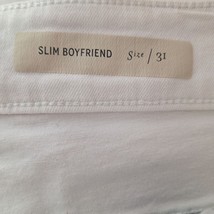 SLIM BOYFRIEND Size / 31